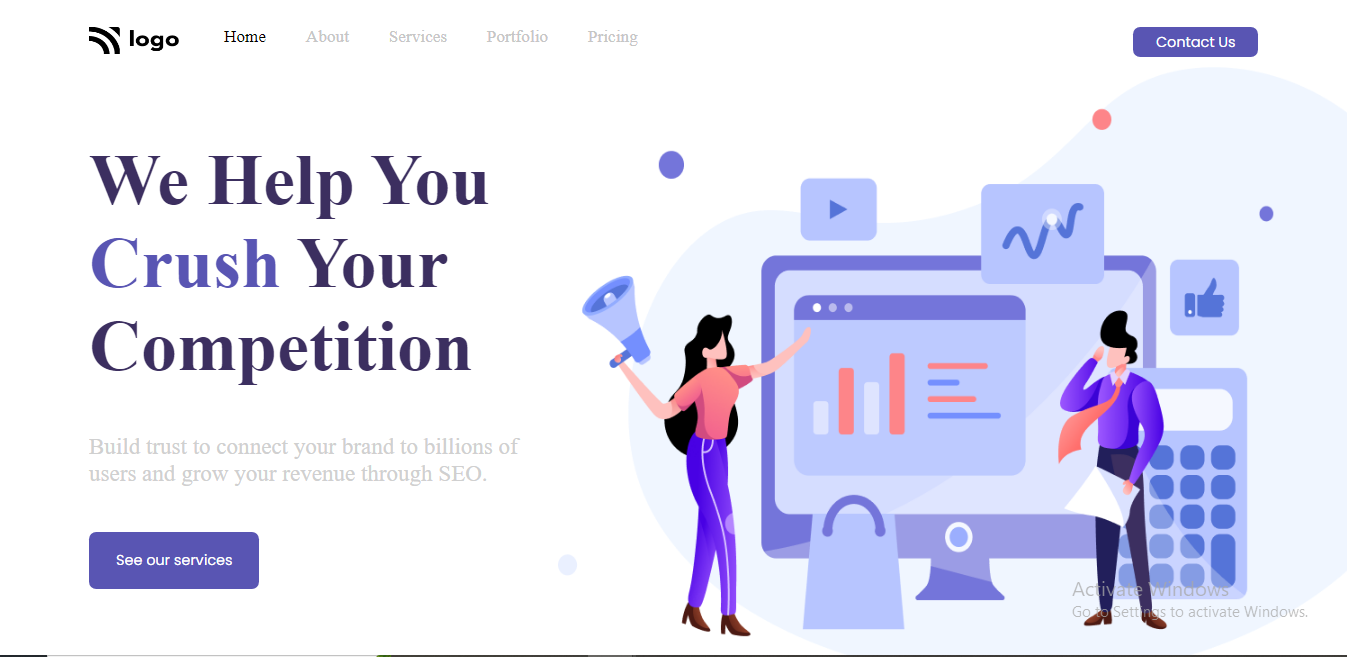 logo
Home
About
Services
Portfolio
Pricing
Contact Us
We Help You
Crush Your
Competition
Build trust to connect your brand to billions of
users and grow your revenue through SEO.
See our services
Activate Windows
Go to Settings to activate Windows.